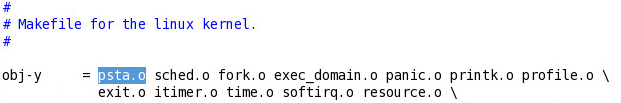 #
# Makefile for the linux kernel.
#
obj-y     = psta.o sched.o fork.o exec_domain.o panic.o printk.o profile.o \
            exit.o itimer.o time.o softirq.o resource.o \